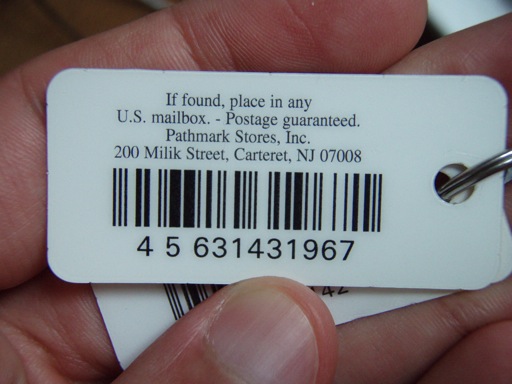 If found, place in any
U.S. mailbox. - Postage guaranteed.
Pathmark Stores, Inc.
200 Milik Street, Carteret, NJ 07008
4 5 631431967
42